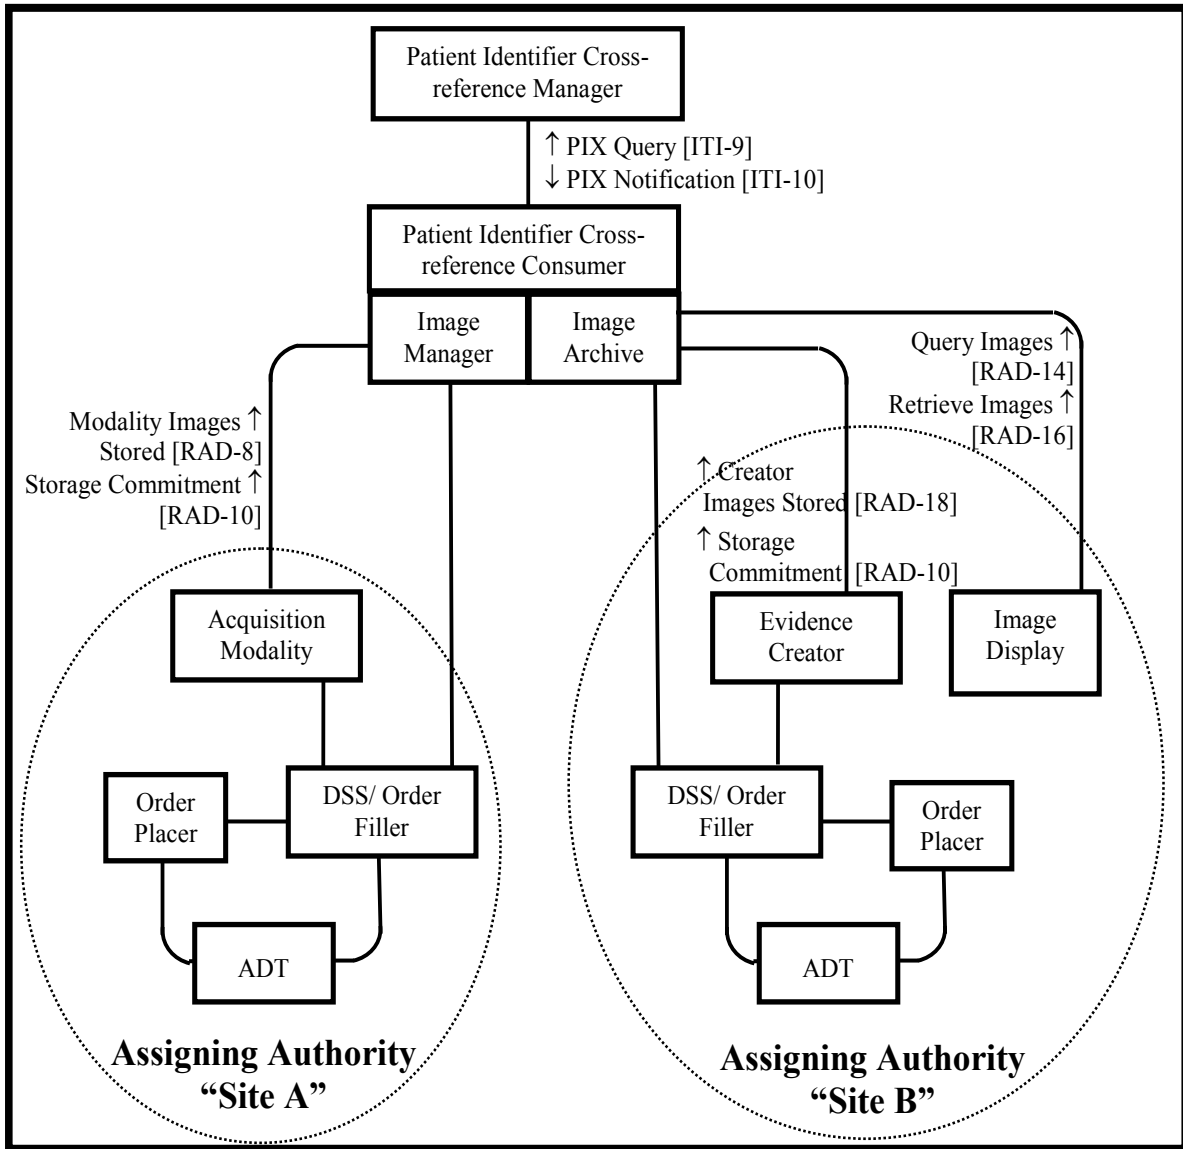 Patient Identifier Cross-
reference Manager
↑ PIX Query [ITI-9]
↓ PIX Notification [ITI-10]
Patient Identifier Cross-
reference Consumer
Image
Manager
Image
Archive
Query Images ↑
[RAD-14]
Retrieve Images ↑
[RAD-16]
Modality Images ↑
Stored [RAD-8]
Storage Commitment ↑
[RAD-10]
↑ Creator
Images Stored [RAD-18]
↑ Storage
Commitment [RAD-10]
Acquisition
Modality
Evidence
Creator
Image
Display
Order
Placer
DSS/ Order
Filler
ADT
DSS/ Order
Filler
Order
Placer
ADT
Assigning Authority
“Site A”
Assigning Authority
“Site B”